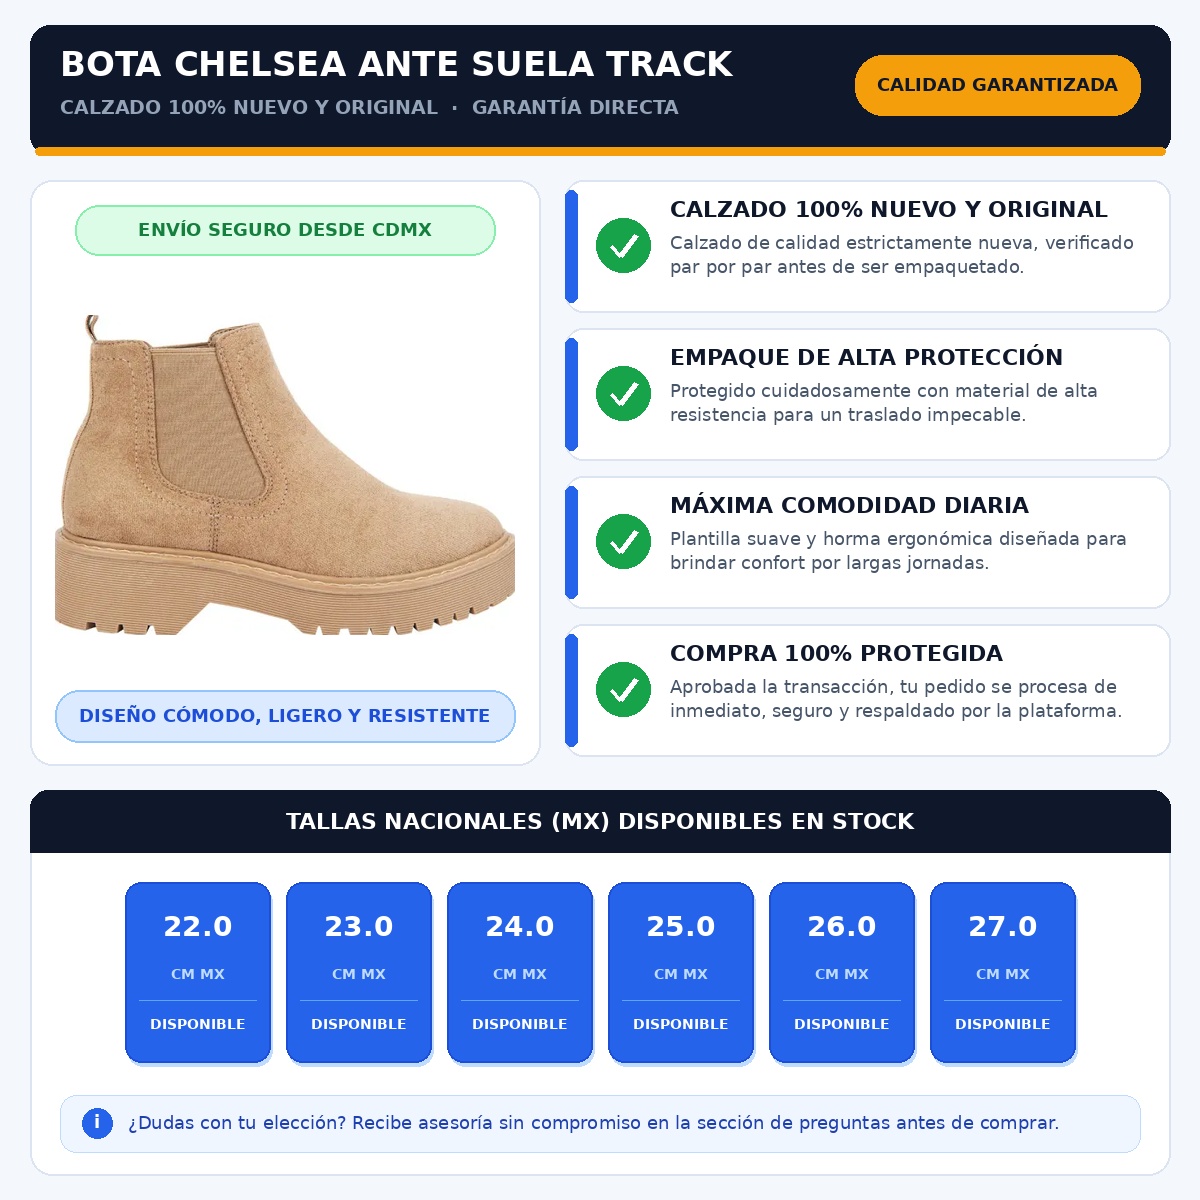 BOTA CHELSEA ANTE SUELA TRACK
CALZADO 100% NUEVO Y ORIGINAL · GARANTÍA DIRECTA
CALIDAD GARANTIZADA
ENVÍO SEGURO DESDE CDMX
DISEÑO CÓMODO, LIGERO Y RESISTENTE
CALZADO 100% NUEVO Y ORIGINAL
Calzado de calidad estrictamente nueva, verificado
par por par antes de ser empaquetado.
EMPAQUE DE ALTA PROTECCIÓN
Protegido cuidadosamente con material de alta
resistencia para un traslado impecable.
MÁXIMA COMODIDAD DIARIA
Plantilla suave y horma ergonómica diseñada para
brindar confort por largas jornadas.
COMPRA 100% PROTEGIDA
Aprobada la transacción, tu pedido se procesa de
inmediato, seguro y respaldado por la plataforma.
TALLAS NACIONALES (MX) DISPONIBLES EN STOCK
22.0
CM MX
DISPONIBLE
23.0
CM MX
DISPONIBLE
24.0
CM MX
DISPONIBLE
25.0
CM MX
DISPONIBLE
26.0
CM MX
DISPONIBLE
27.0
CM MX
DISPONIBLE
i ¿Dudas con tu elección? Recibe asesoría sin compromiso en la sección de preguntas antes de comprar.